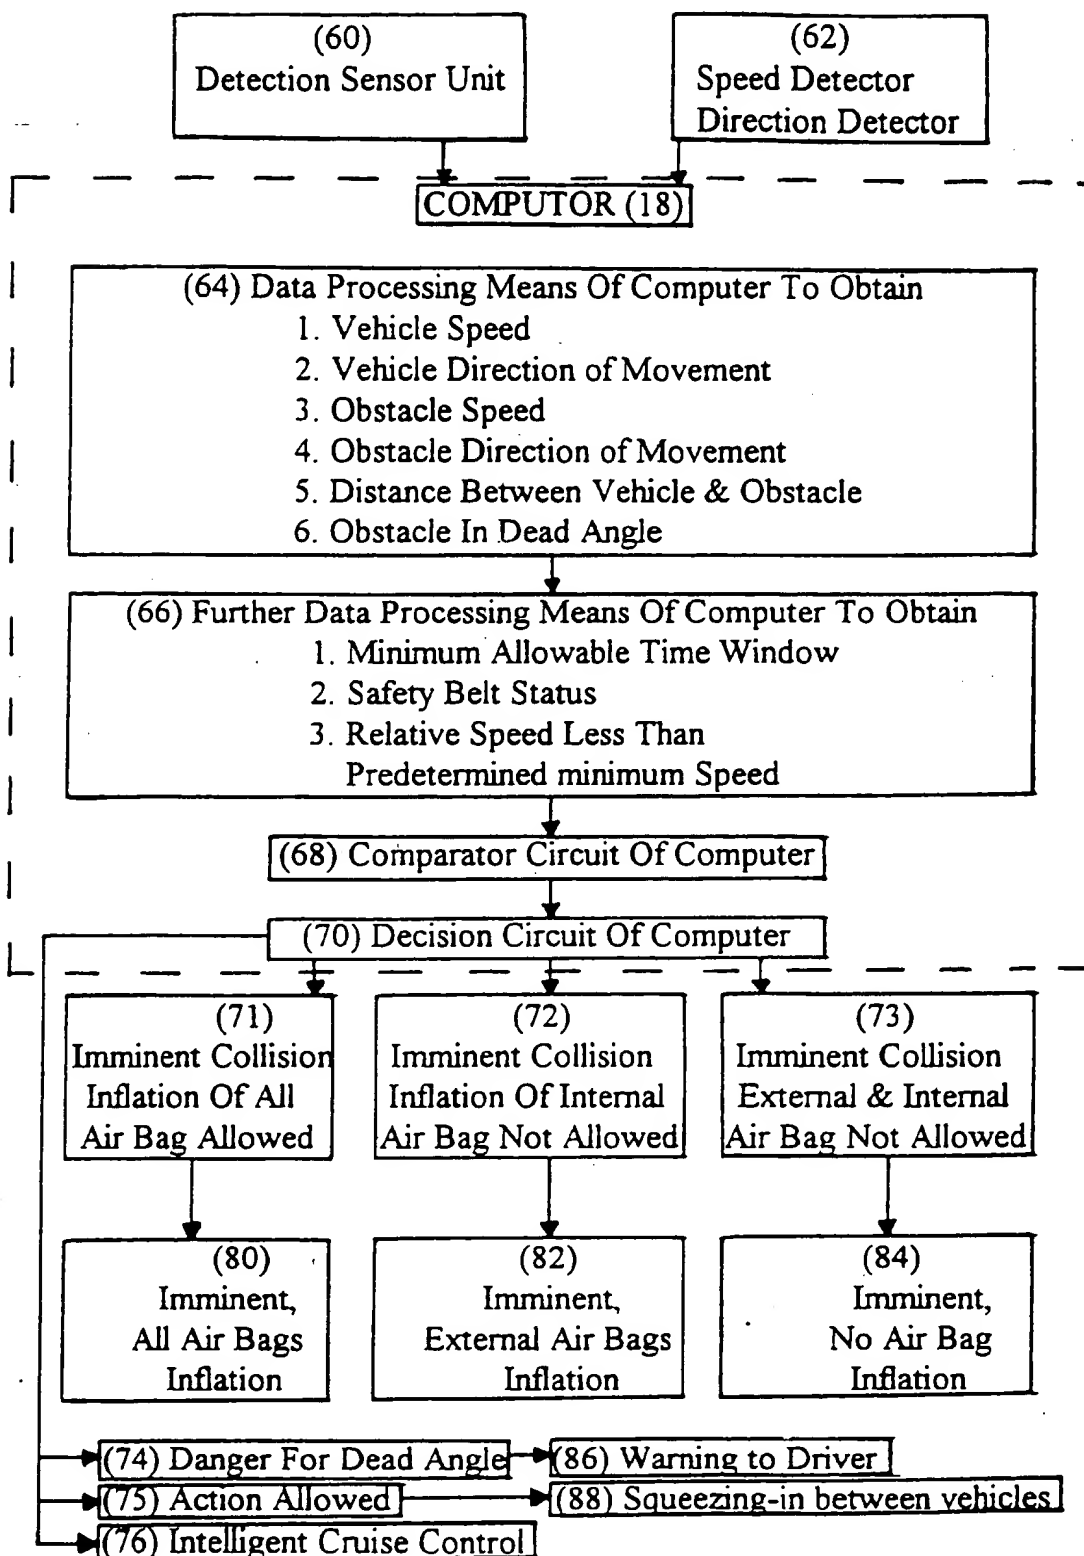 (60)
Detection Sensor Unit
(62)
Speed Detector
Direction Detector
COMPUTOR (18)
(64) Data Processing Means Of Computer To Obtain
1. Vehicle Speed
2. Vehicle Direction of Movement
3. Obstacle Speed
4. Obstacle Direction of Movement
5. Distance Between Vehicle & Obstacle
6. Obstacle In Dead Angle
(66) Further Data Processing Means Of Computer To Obtain
1. Minimum Allowable Time Window
2. Safety Belt Status
3. Relative Speed Less Than
Predetermined minimum Speed
(68) Comparator Circuit Of Computer
(70) Decision Circuit Of Computer
(71)
Imminent Collision
Inflation Of All
Air Bag Allowed
(72)
Imminent Collision
Inflation Of Internal
Air Bag Not Allowed
(73)
Imminent Collision
External & Internal
Air Bag Not Allowed
(80)
Imminent,
All Air Bags
Inflation
(82)
Imminent,
External Air Bags
Inflation
(84)
Imminent,
No Air Bag
Inflation
(74) Danger For Dead Angle
(86) Warning to Driver
(75) Action Allowed
(88) Squeezing-in between vehicles
(76) Intelligent Cruise Control